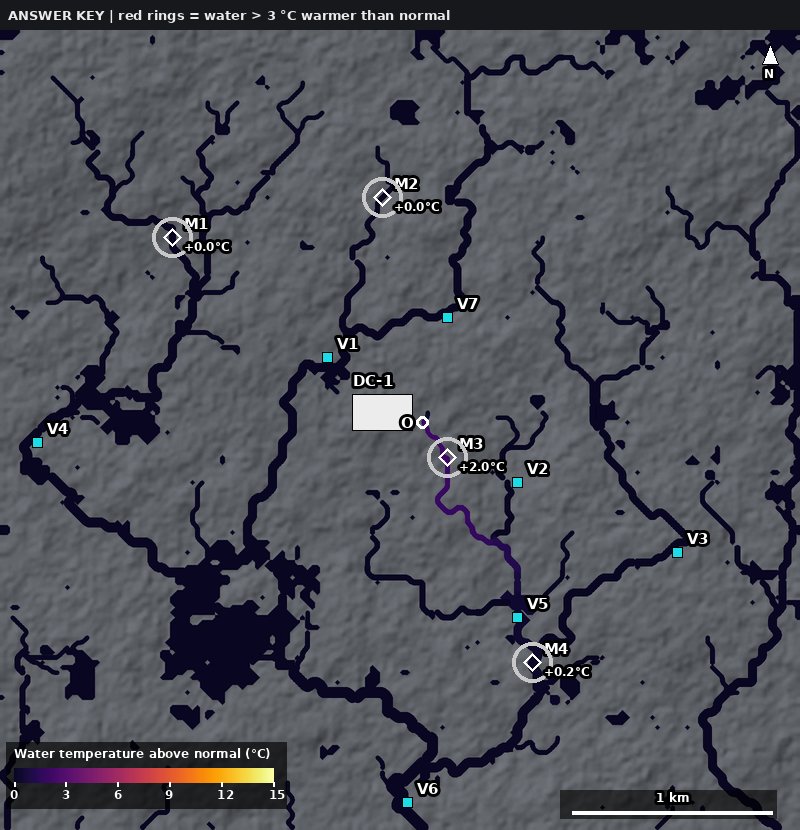 ANSWER KEY | red rings = water > 3 °C warmer than normal
N
M2
+0.0°C
M1
+0.0°C
V7
V1
DC-1
O
M3
+2.0°C
V4
V2
V3
V5
M4
+0.2°C
Water temperature above normal (°C)
0 3 6 9 12 15
V6
1 km